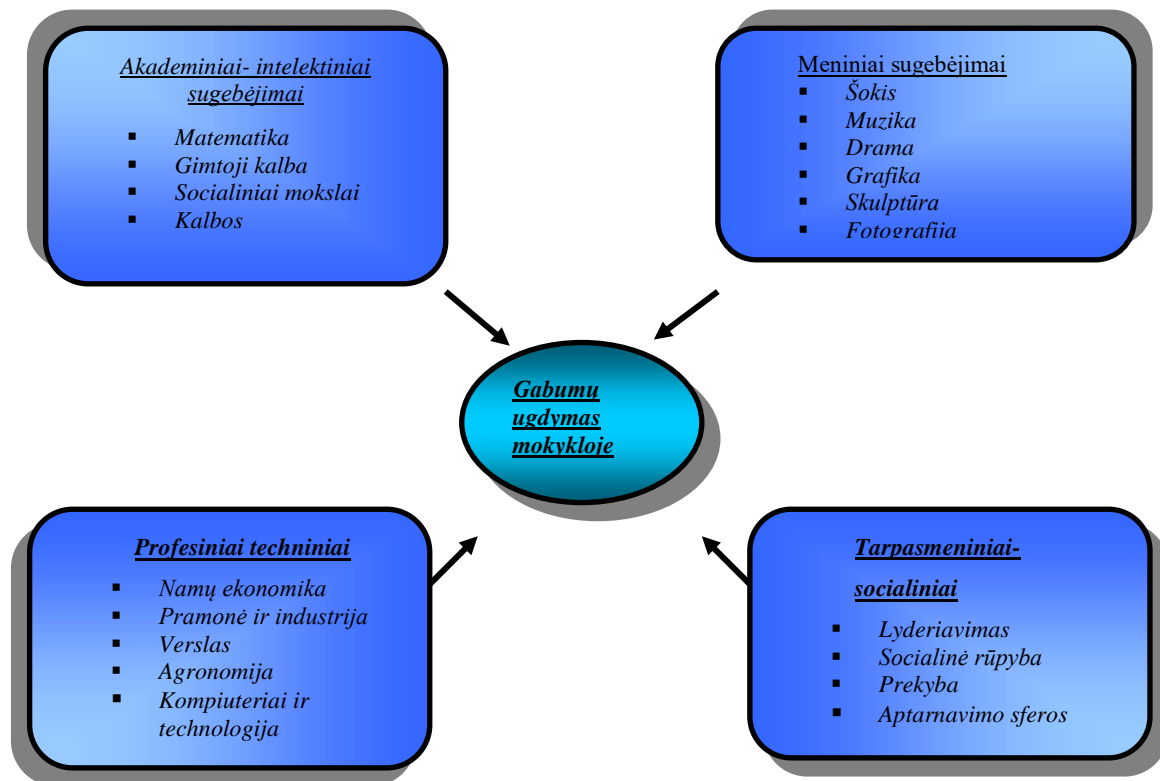 Akademiniai- intelektiniai
sugebėjimai
▪ Matematika
▪ Gimtoji kalba
▪ Socialiniai mokslai
▪ Kalbos
Meniniai sugebėjimai
▪ Šokis
▪ Muzika
▪ Drama
▪ Grafika
▪ Skulptūra
▪ Fotografija
Gabumų
ugdymas
mokykloje
Profesiniai techniniai
▪ Namų ekonomika
▪ Pramonė ir industrija
▪ Verslas
▪ Agronomija
▪ Kompiuteriai ir
technologija
Tarpasmeniniai-
socialiniai
▪ Lyderiavimas
▪ Socialinė rūpyba
▪ Prekyba
▪ Aptarnavimo sferos